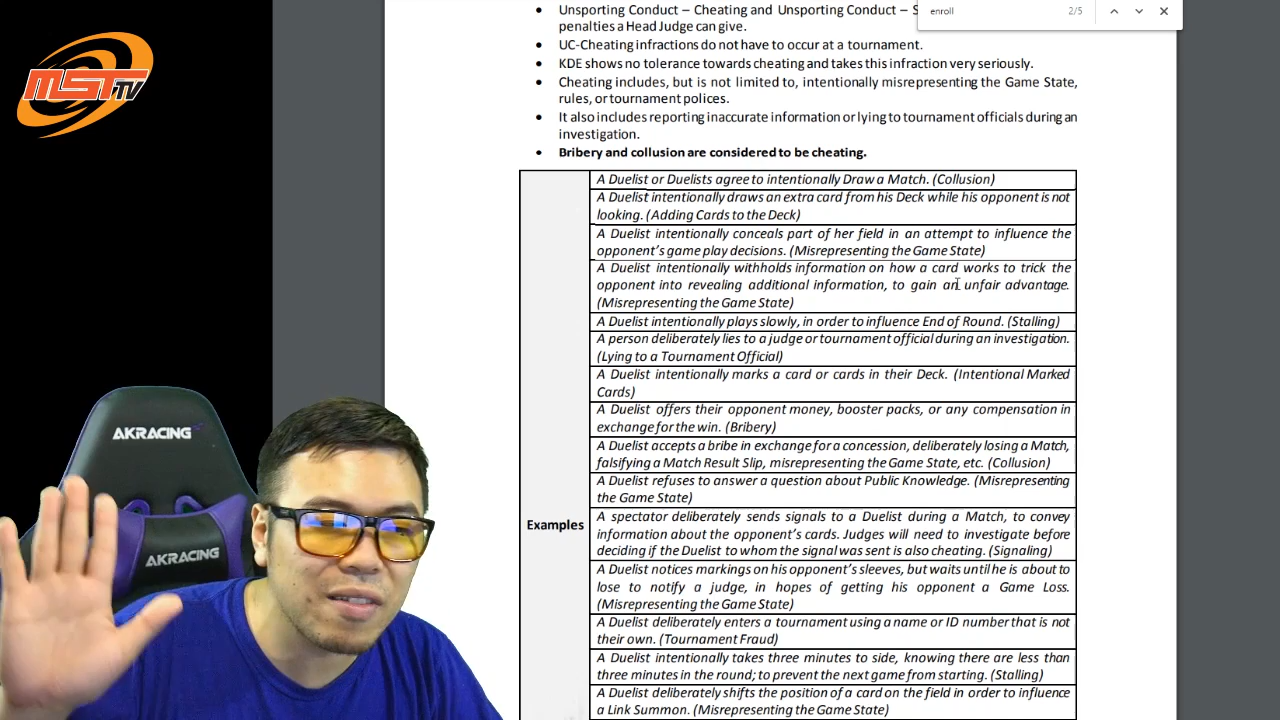 Unsporting Conduct – Cheating and Unsporting Conduct – S
penalties a Head Judge can give.
UC-Cheating infractions do not have to occur at a tournament.
KDE shows no tolerance towards cheating and takes this infraction very seriously.
Cheating includes, but is not limited to, intentionally misrepresenting the Game State,
rules, or tournament polices.
It also includes reporting inaccurate information or lying to tournament officials during an
investigation.
Bribery and collusion are considered to be cheating.
enroll
2/5
MST TV
Examples
A Duelist or Duelists agree to intentionally Draw a Match. (Collusion)
A Duelist intentionally draws an extra card from his Deck while his opponent is not
looking. (Adding Cards to the Deck)
A Duelist intentionally conceals part of her field in an attempt to influence the
opponent's game play decisions. (Misrepresenting the Game State)
A Duelist intentionally withholds information on how a card works to trick the
opponent into revealing additional information, to gain an unfair advantage.
(Misrepresenting the Game State)
A Duelist intentionally plays slowly, in order to influence End of Round. (Stalling)
A person deliberately lies to a judge or tournament official during an investigation.
(Lying to a Tournament Official)
A Duelist intentionally marks a card or cards in their Deck. (Intentional Marked
Cards)
A Duelist offers their opponent money, booster packs, or any compensation in
exchange for the win. (Bribery)
A Duelist accepts a bribe in exchange for a concession, deliberately losing a Match,
falsifying a Match Result Slip, misrepresenting the Game State, etc. (Collusion)
A Duelist refuses to answer a question about Public Knowledge. (Misrepresenting
the Game State)
A spectator deliberately sends signals to a Duelist during a Match, to convey
information about the opponent's cards. Judges will need to investigate before
deciding if the Duelist to whom the signal was sent is also cheating. (Signaling)
A Duelist notices markings on his opponent's sleeves, but waits until he is about to
lose to notify a judge, in hopes of getting his opponent a Game Loss.
(Misrepresenting the Game State)
A Duelist deliberately enters a tournament using a name or ID number that is not
their own. (Tournament Fraud)
A Duelist intentionally takes three minutes to side, knowing there are less than
three minutes in the round; to prevent the next game from starting. (Stalling)
A Duelist deliberately shifts the position of a card on the field in order to influence
a Link Summon. (Misrepresenting the Game State)
AKRACING
AKRACING